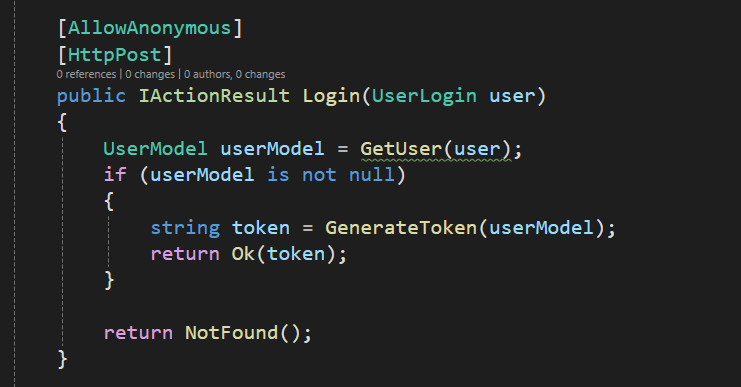 [AllowAnonymous]
[HttpPost]
0 references | 0 changes | 0 authors, 0 changes
public IActionResult Login(UserLogin user)
{
UserModel userModel = GetUser(user);
if (userModel is not null)
{
string token = GenerateToken(userModel);
return Ok(token);
}
return NotFound();
}